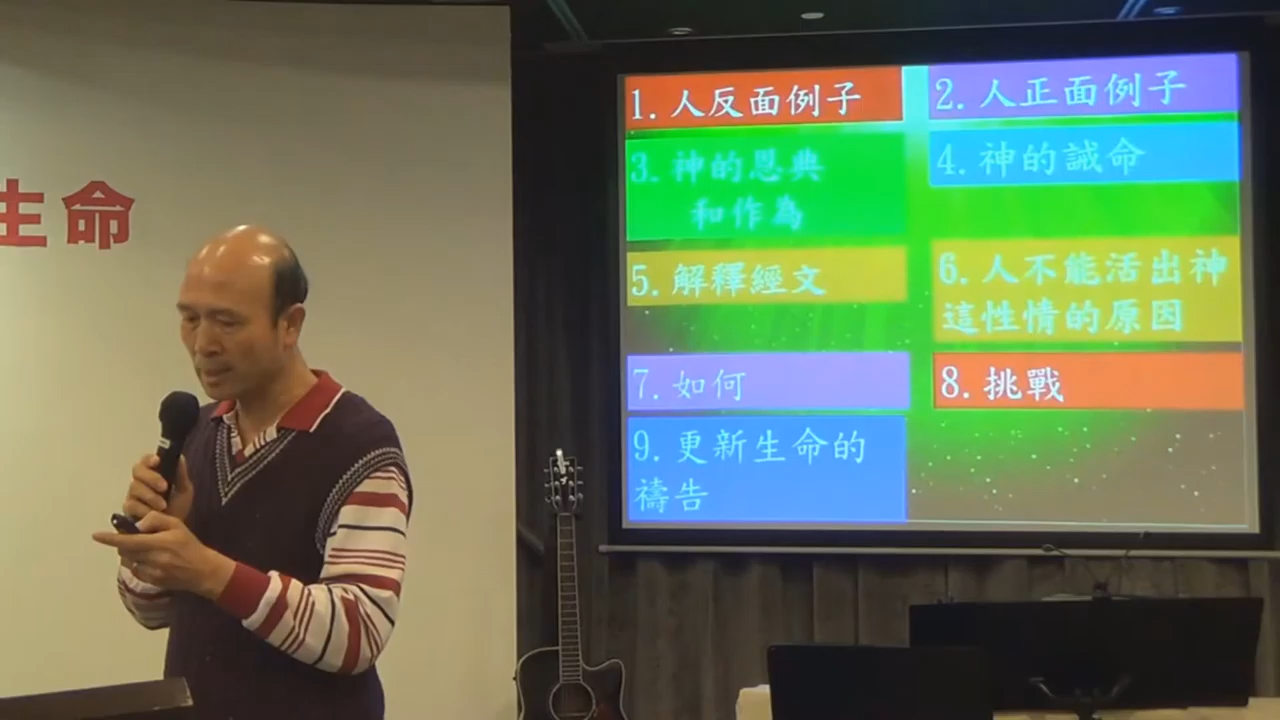 生命
1. 人反面例子
2. 人正面例子
3. 神的恩典
和作為
4. 神的誡命
5. 解釋經文
6. 人不能活出神
這性情的原因
7. 如何
8. 挑戰
9. 更新生命的
禱告